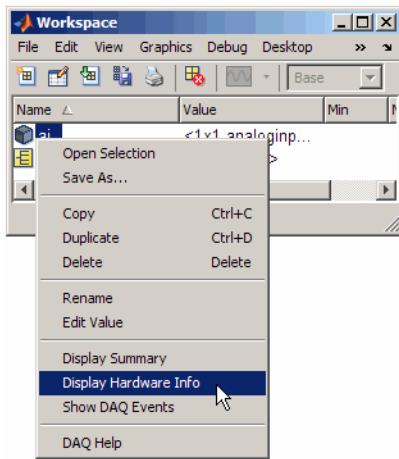 Workspace
File Edit View Graphics Debug Desktop »
Base
Name Value Min
ai <1x1 analoginp...
>
Open Selection
Save As...
Copy Ctrl+C
Duplicate Ctrl+D
Delete Delete
Rename
Edit Value
Display Summary
Display Hardware Info
Show DAQ Events
DAQ Help